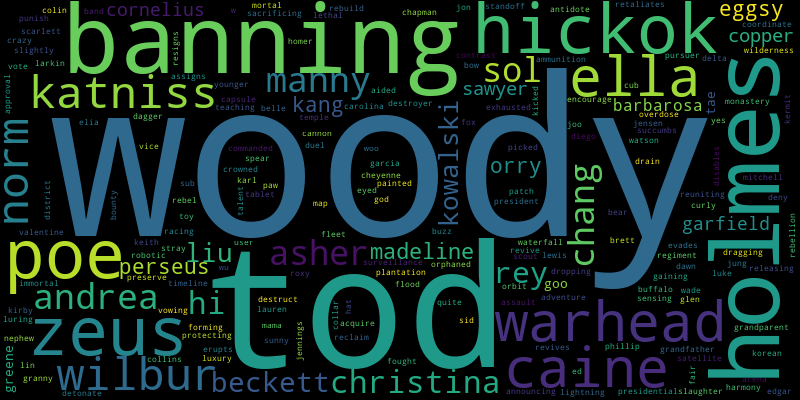 colin
cornelius
band
banning
mortal
sacrificing
w
lethal
rebuild
homer
chapman
jon
standoff
hickok
antidote
retaliates
eggsy
coordinate
copper
wilderness
punish
scarlett
crazy
slightly
vote
larkin
approval
resigns
assigns
katniss
younger
capsule
teaching
manny
belle
aided
kang
carolina
destroyer
temple
cannon
duel
bow
contrast
sol
sawyer
exhausted
ammunition
kicked
ella
encourage
cub
barbarosa
pursuer
delta
tae
monastery
yes
kermit
overdose
holmes
norm
elia
dagger
vice
commanded
spear
crowned
karl
paw
tablet
talent
woody
woo
garcia
cheyenne
eyed
painted
god
kowalski
fox
picked
orry
patch
president
joo
diego
jensen
succumbs
watson
drain
disables
mitchell
deny
reuniting
curly
garfield
rebellion
district
bounty
sub
rebel
toy
racing
map
fleet
buzz
chang
bear
brett
evades
regiment
dawn
jung
gaining
luke
dragging
releasing
valentine
poe
keith
stray
robotic
perseus
preserve
liu
user
wu
asher
surveillance
plantation
roxy
flood
madeline
orphaned
waterfall
revive
lewis
scout
rey
dropping
orbit
goo
assault
adventure
buffalo
sensing
wade
glen
immortal
timeline
andrea
hi
tod
destruct
lauren
mama
sunny
collar
hat
acquire
reclaim
quite
sid
kirby
luring
nephew
vowing
forming
protecting
zeus
erupts
luxury
collins
jennings
fought
warhead
revives
phillip
grandfather
satellite
grandparent
korean
greene
lin
granny
wilbur
detonate
beckett
christina
caine
ed
announcing
lightning
presidential
slaughter
fair
arena
harmony
edgar